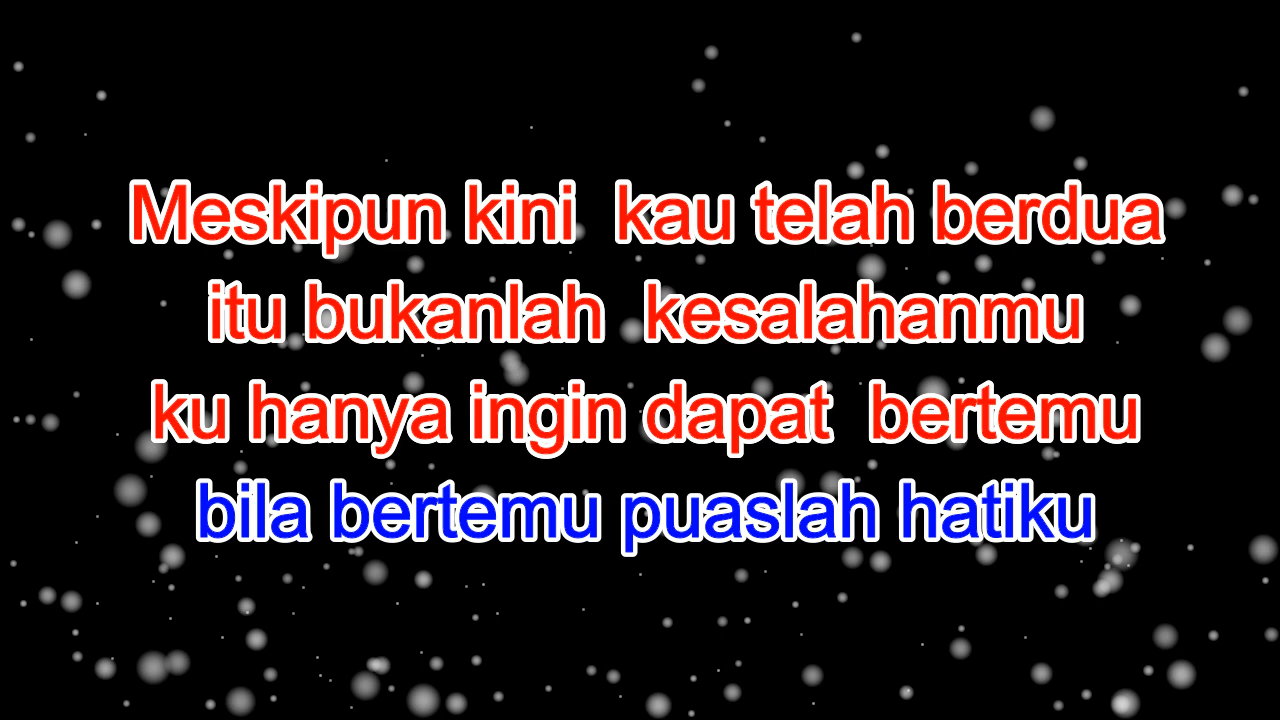 Meskipun kini kau telah berdua
itu bukanlah kesalahanmu
ku hanya ingin dapat bertemu
bila bertemu puaslah hatiku